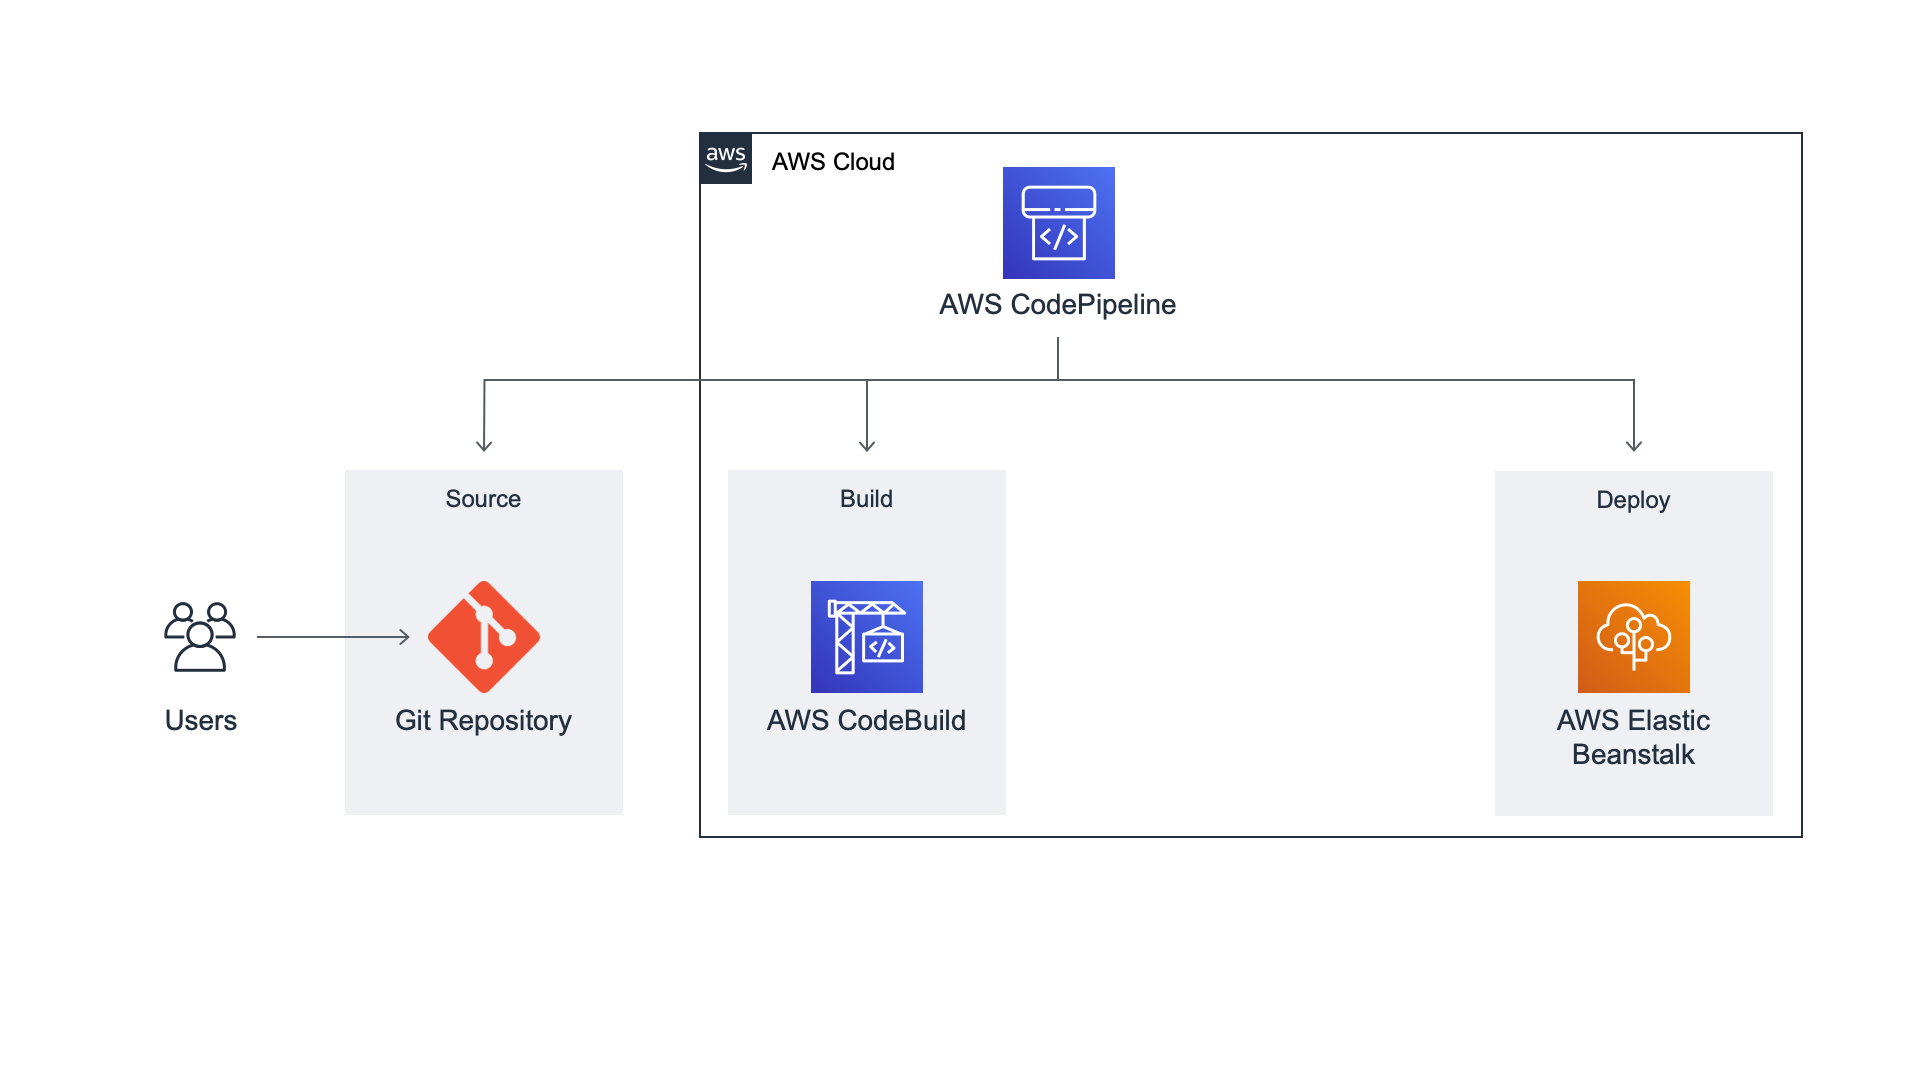 aws
AWS Cloud
</>
AWS CodePipeline
Source
Build
Deploy
</>
Users
Git Repository
AWS CodeBuild
AWS Elastic
Beanstalk